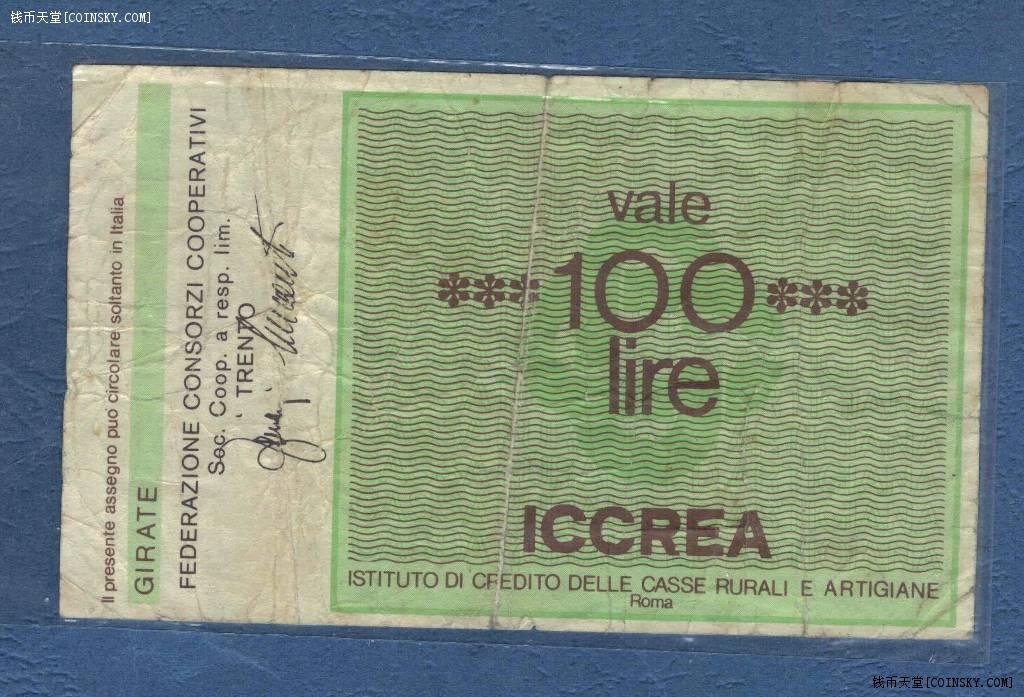 钱币天堂[COINSKY.COM]
Il presente assegno può circolare soltanto in Italia
GIRATE
FEDERAZIONE CONSORZI COOPERATIVI
Soc. Coop. a resp. lim.
TRENTO
vale
*** 100 ***
lire
ICCREA
ISTITUTO DI CREDITO DELLE CASSE RURALI E ARTIGIANE
Roma
钱币天堂[COINSKY.COM]